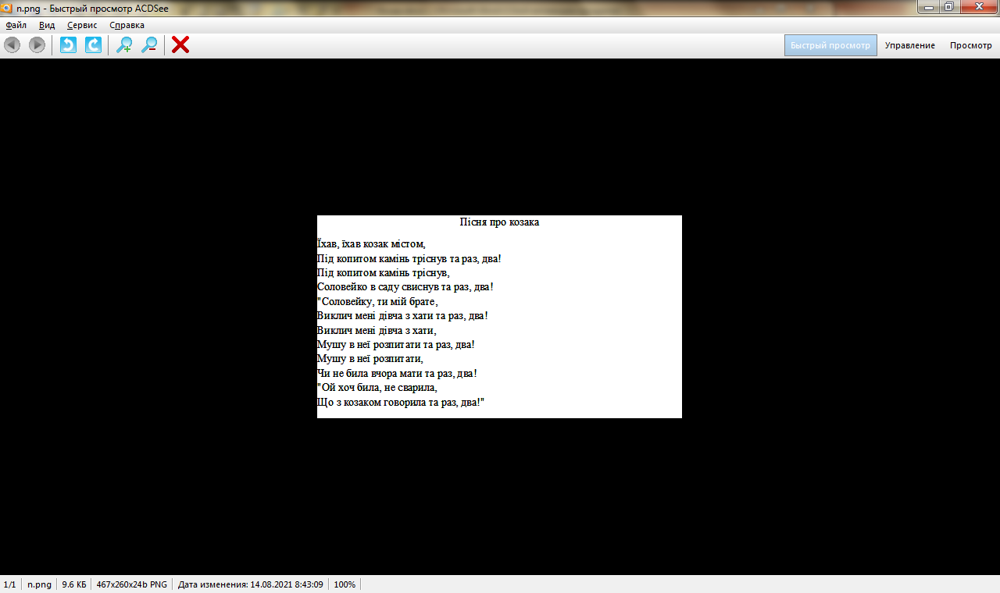 n.png - Быстрый просмотр ACDSee
Файл Вид Сервис Справка
Быстрый просмотр Управление Просмотр
Пісня про козака
Їхав, їхав козак містом,
Під копитом камінь тріснув та раз, два!
Під копитом камінь тріснув,
Соловейко в саду свиснув та раз, два!
"Соловейку, ти мій брате,
Виклич мені дівча з хати та раз, два!
Виклич мені дівча з хати,
Мушу в неї розпитати та раз, два!
Мушу в неї розпитати,
Чи не била вчора мати та раз, два!
"Ой хоч била, не сварила,
Що з козаком говорила та раз, два!"
1/1 n.png 9.6 КБ 467x260x24b PNG Дата изменения: 14.08.2021 8:43:09 100%